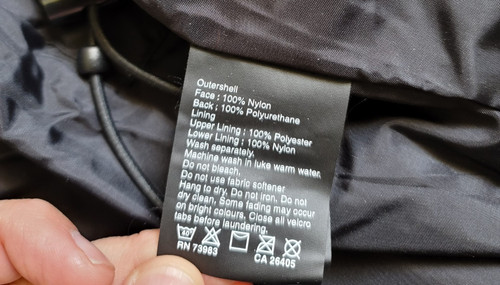 Outershell
Face : 100% Nylon
Back : 100% Polyurethane
Lining
Upper Lining : 100% Polyester
Lower Lining : 100% Nylon
Wash separately.
Machine wash in luke warm water.
Do not bleach.
Do not use fabric softener
Hang to dry. Do not iron. Do not
dry clean. Some fading may occur
on bright colours. Close all velcro
tabs before laundering.
40
RN 73983 CA 26405